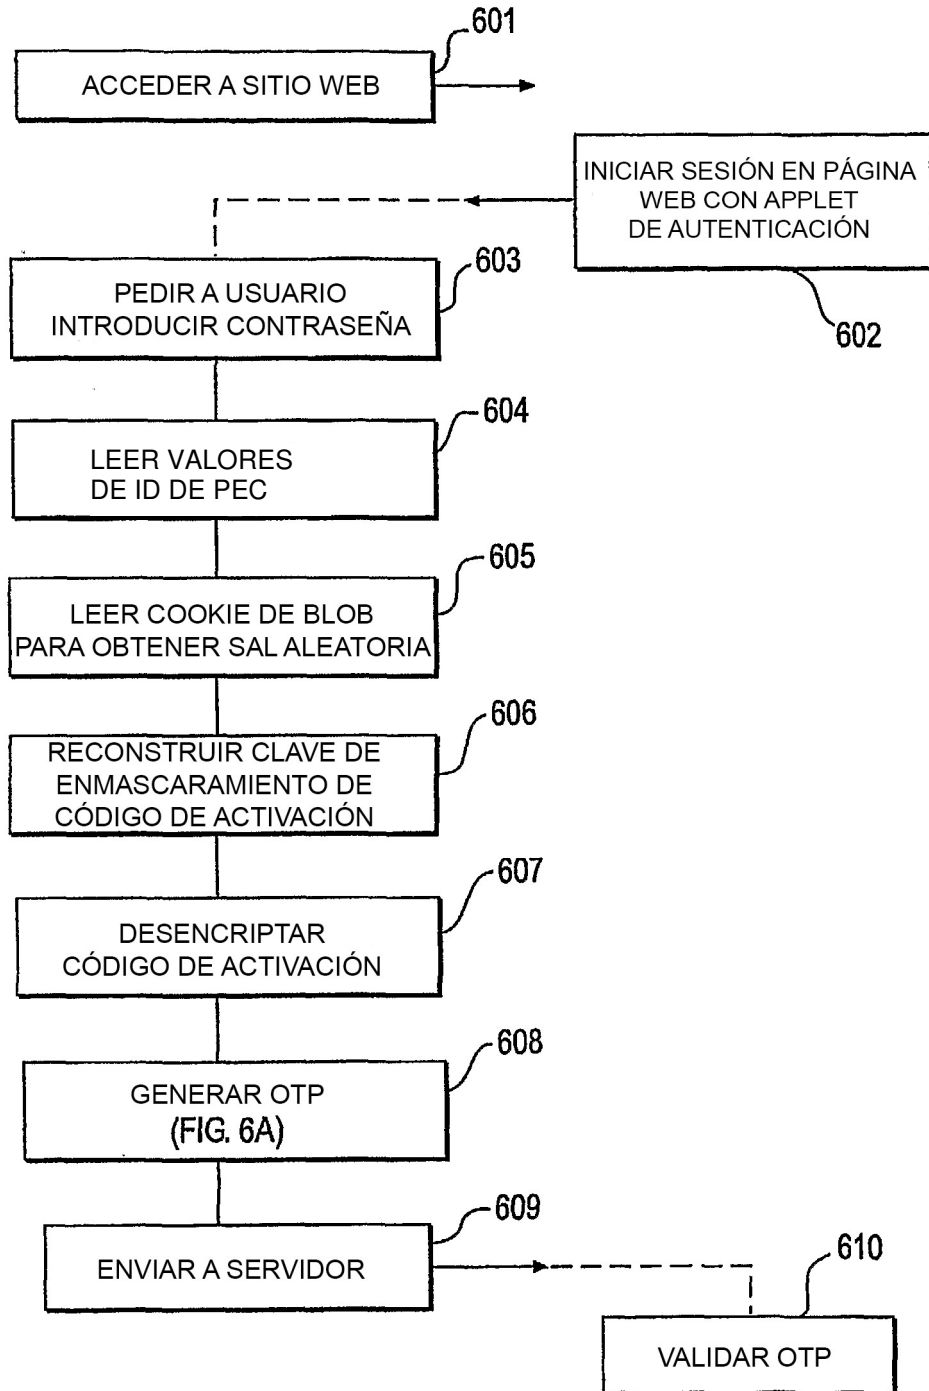 601
ACCEDER A SITIO WEB
INICIAR SESIÓN EN PÁGINA
WEB CON APPLET
DE AUTENTICACIÓN
602
603
PEDIR A USUARIO
INTRODUCIR CONTRASEÑA
604
LEER VALORES
DE ID DE PEC
605
LEER COOKIE DE BLOB
PARA OBTENER SAL ALEATORIA
606
RECONSTRUIR CLAVE DE
ENMASCARAMIENTO DE
CÓDIGO DE ACTIVACIÓN
607
DESENCRIPTAR
CÓDIGO DE ACTIVACIÓN
608
GENERAR OTP
(FIG. 6A)
609
ENVIAR A SERVIDOR
610
VALIDAR OTP